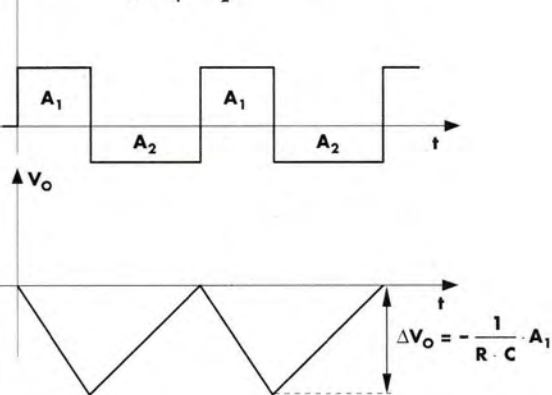 A₁ A₁
A₂ A₂ t
V₀
t
ΔV₀ = - 1/(R · C) · A₁